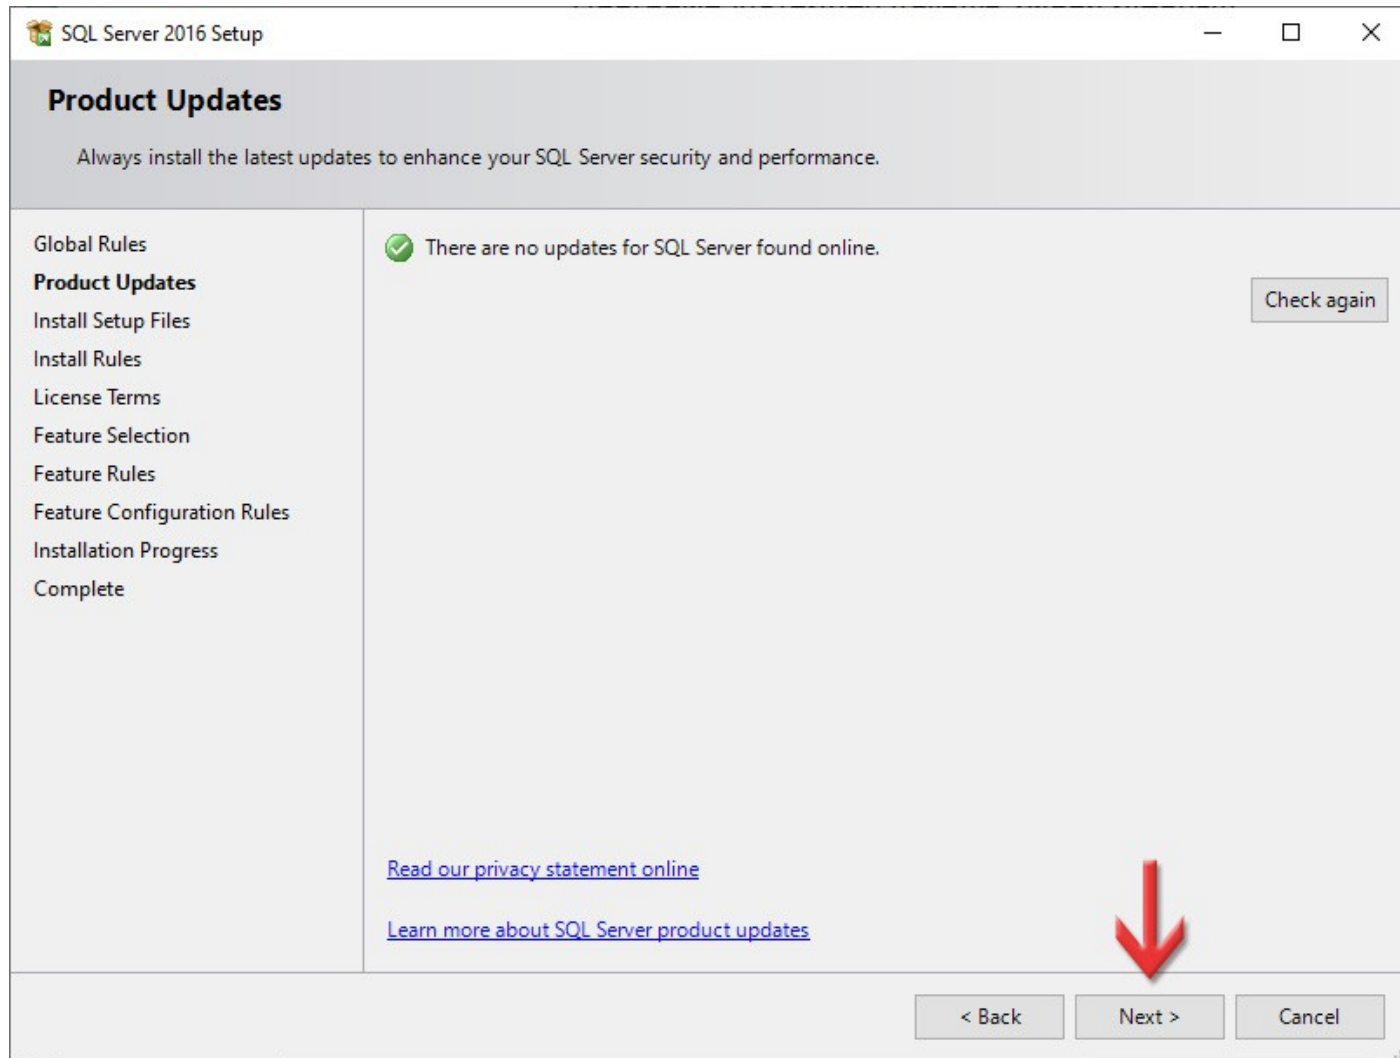 SQL Server 2016 Setup
Product Updates
Always install the latest updates to enhance your SQL Server security and performance.
Global Rules
Product Updates
Install Setup Files
Install Rules
License Terms
Feature Selection
Feature Rules
Feature Configuration Rules
Installation Progress
Complete
There are no updates for SQL Server found online.
Check again
Read our privacy statement online
Learn more about SQL Server product updates
< Back
Next >
Cancel